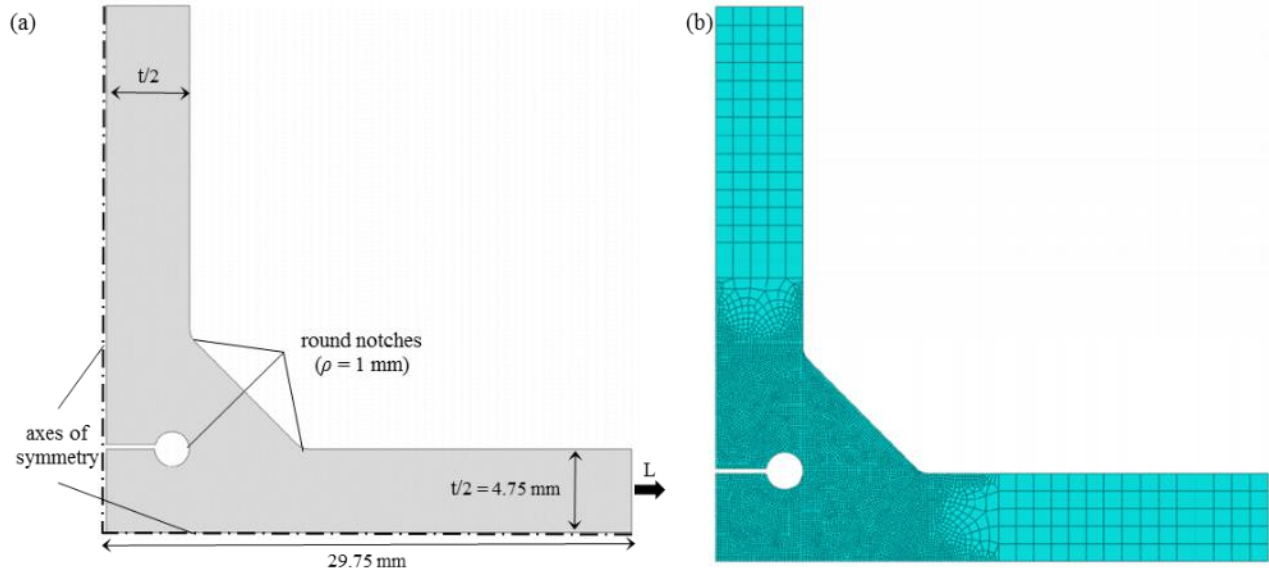 (a)
(b)
t/2
round notches
(ρ = 1 mm)
axes of
symmetry
L
t/2 = 4.75 mm
29.75 mm